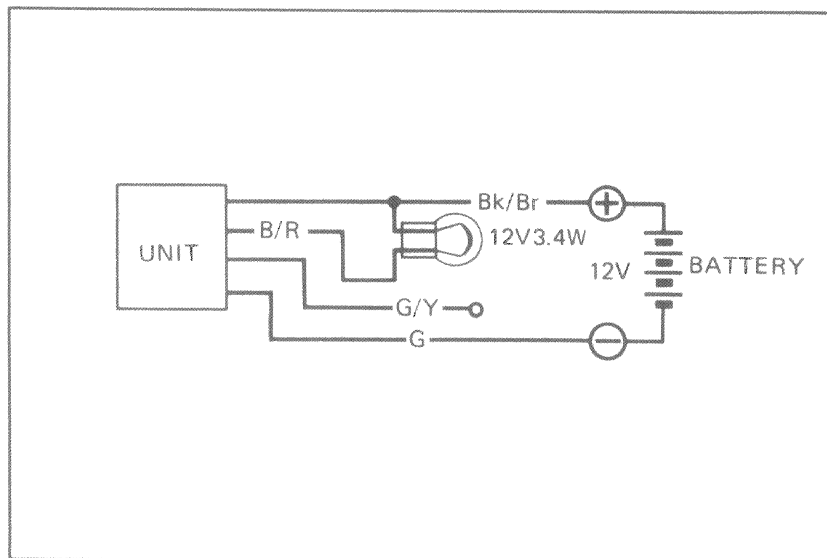 Bk/Br
B/R
12V3.4W
UNIT
12V
BATTERY
G/Y
G